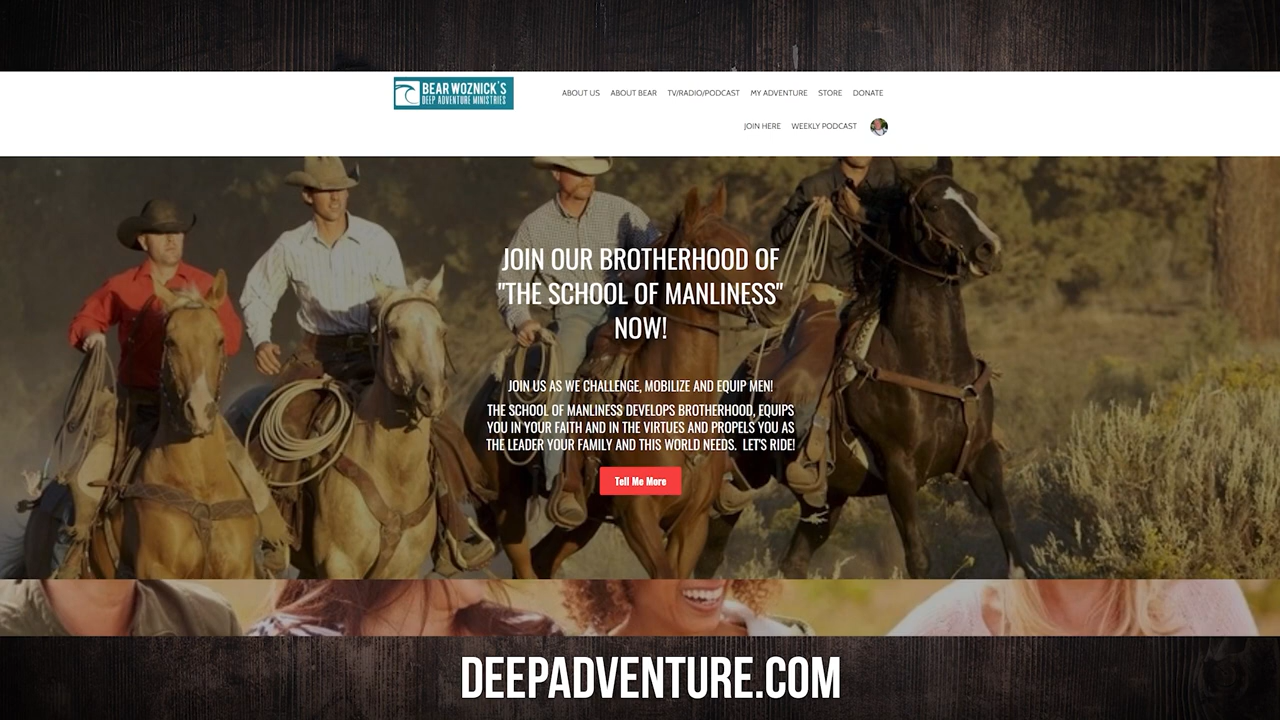 BEAR WOZNICK'S
DEEP ADVENTURE MINISTRIES
ABOUT US ABOUT BEAR TV/RADIO/PODCAST MY ADVENTURE STORE DONATE
JOIN HERE WEEKLY PODCAST
JOIN OUR BROTHERHOOD OF
"THE SCHOOL OF MANLINESS"
NOW!
JOIN US AS WE CHALLENGE, MOBILIZE AND EQUIP MEN!
THE SCHOOL OF MANLINESS DEVELOPS BROTHERHOOD, EQUIPS
YOU IN YOUR FAITH AND IN THE VIRTUES AND PROPELS YOU AS
THE LEADER YOUR FAMILY AND THIS WORLD NEEDS. LET'S RIDE!
Tell Me More
DEEPADVENTURE.COM